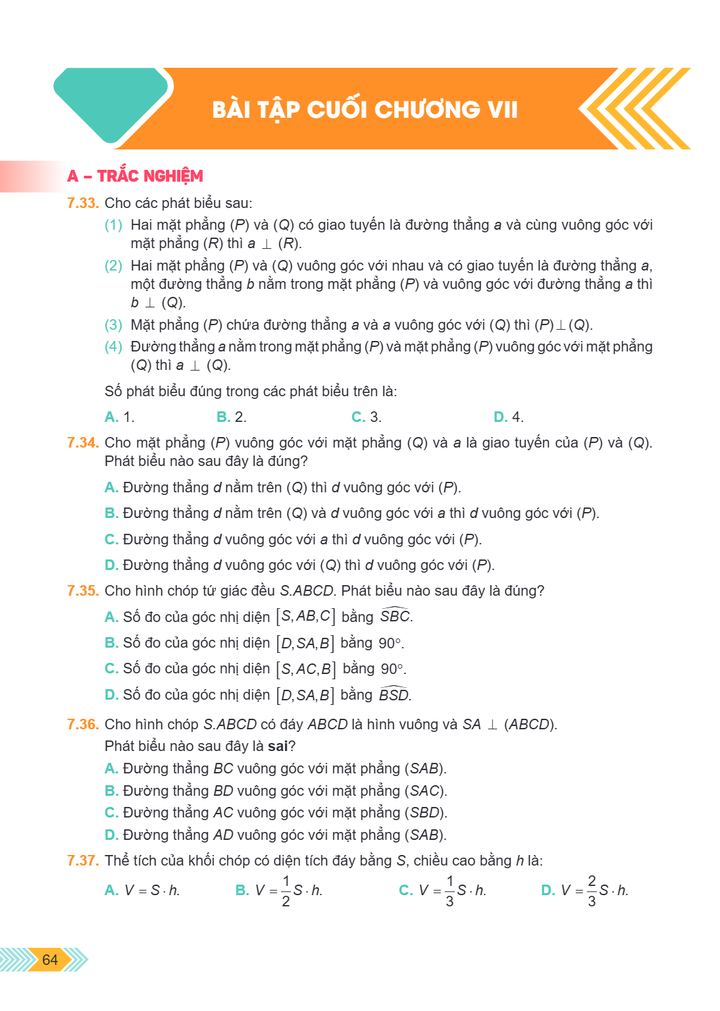 BÀI TẬP CUỐI CHƯƠNG VII
A – TRẮC NGHIỆM
7.33. Cho các phát biểu sau:
(1) Hai mặt phẳng (P) và (Q) có giao tuyến là đường thẳng a và cùng vuông góc với
mặt phẳng (R) thì a ⊥ (R).
(2) Hai mặt phẳng (P) và (Q) vuông góc với nhau và có giao tuyến là đường thẳng a,
một đường thẳng b nằm trong mặt phẳng (P) và vuông góc với đường thẳng a thì
b ⊥ (Q).
(3) Mặt phẳng (P) chứa đường thẳng a và a vuông góc với (Q) thì (P)⊥(Q).
(4) Đường thẳng a nằm trong mặt phẳng (P) và mặt phẳng (P) vuông góc với mặt phẳng
(Q) thì a ⊥ (Q).
Số phát biểu đúng trong các phát biểu trên là:
A. 1. B. 2. C. 3. D. 4.
7.34. Cho mặt phẳng (P) vuông góc với mặt phẳng (Q) và a là giao tuyến của (P) và (Q).
Phát biểu nào sau đây là đúng?
A. Đường thẳng d nằm trên (Q) thì d vuông góc với (P).
B. Đường thẳng d nằm trên (Q) và d vuông góc với a thì d vuông góc với (P).
C. Đường thẳng d vuông góc với a thì d vuông góc với (P).
D. Đường thẳng d vuông góc với (Q) thì d vuông góc với (P).
7.35. Cho hình chóp tứ giác đều S.ABCD. Phát biểu nào sau đây là đúng?
A. Số đo của góc nhị diện [S,AB,C] bằng \widehat{SBC}.
B. Số đo của góc nhị diện [D,SA,B] bằng 90°.
C. Số đo của góc nhị diện [S,AC,B] bằng 90°.
D. Số đo của góc nhị diện [D,SA,B] bằng \widehat{BSD}.
7.36. Cho hình chóp S.ABCD có đáy ABCD là hình vuông và SA ⊥ (ABCD).
Phát biểu nào sau đây là sai?
A. Đường thẳng BC vuông góc với mặt phẳng (SAB).
B. Đường thẳng BD vuông góc với mặt phẳng (SAC).
C. Đường thẳng AC vuông góc với mặt phẳng (SBD).
D. Đường thẳng AD vuông góc với mặt phẳng (SAB).
7.37. Thể tích của khối chóp có diện tích đáy bằng S, chiều cao bằng h là:
A. V = S · h. B. V = 1/2 S · h. C. V = 1/3 S · h. D. V = 2/3 S · h.
64